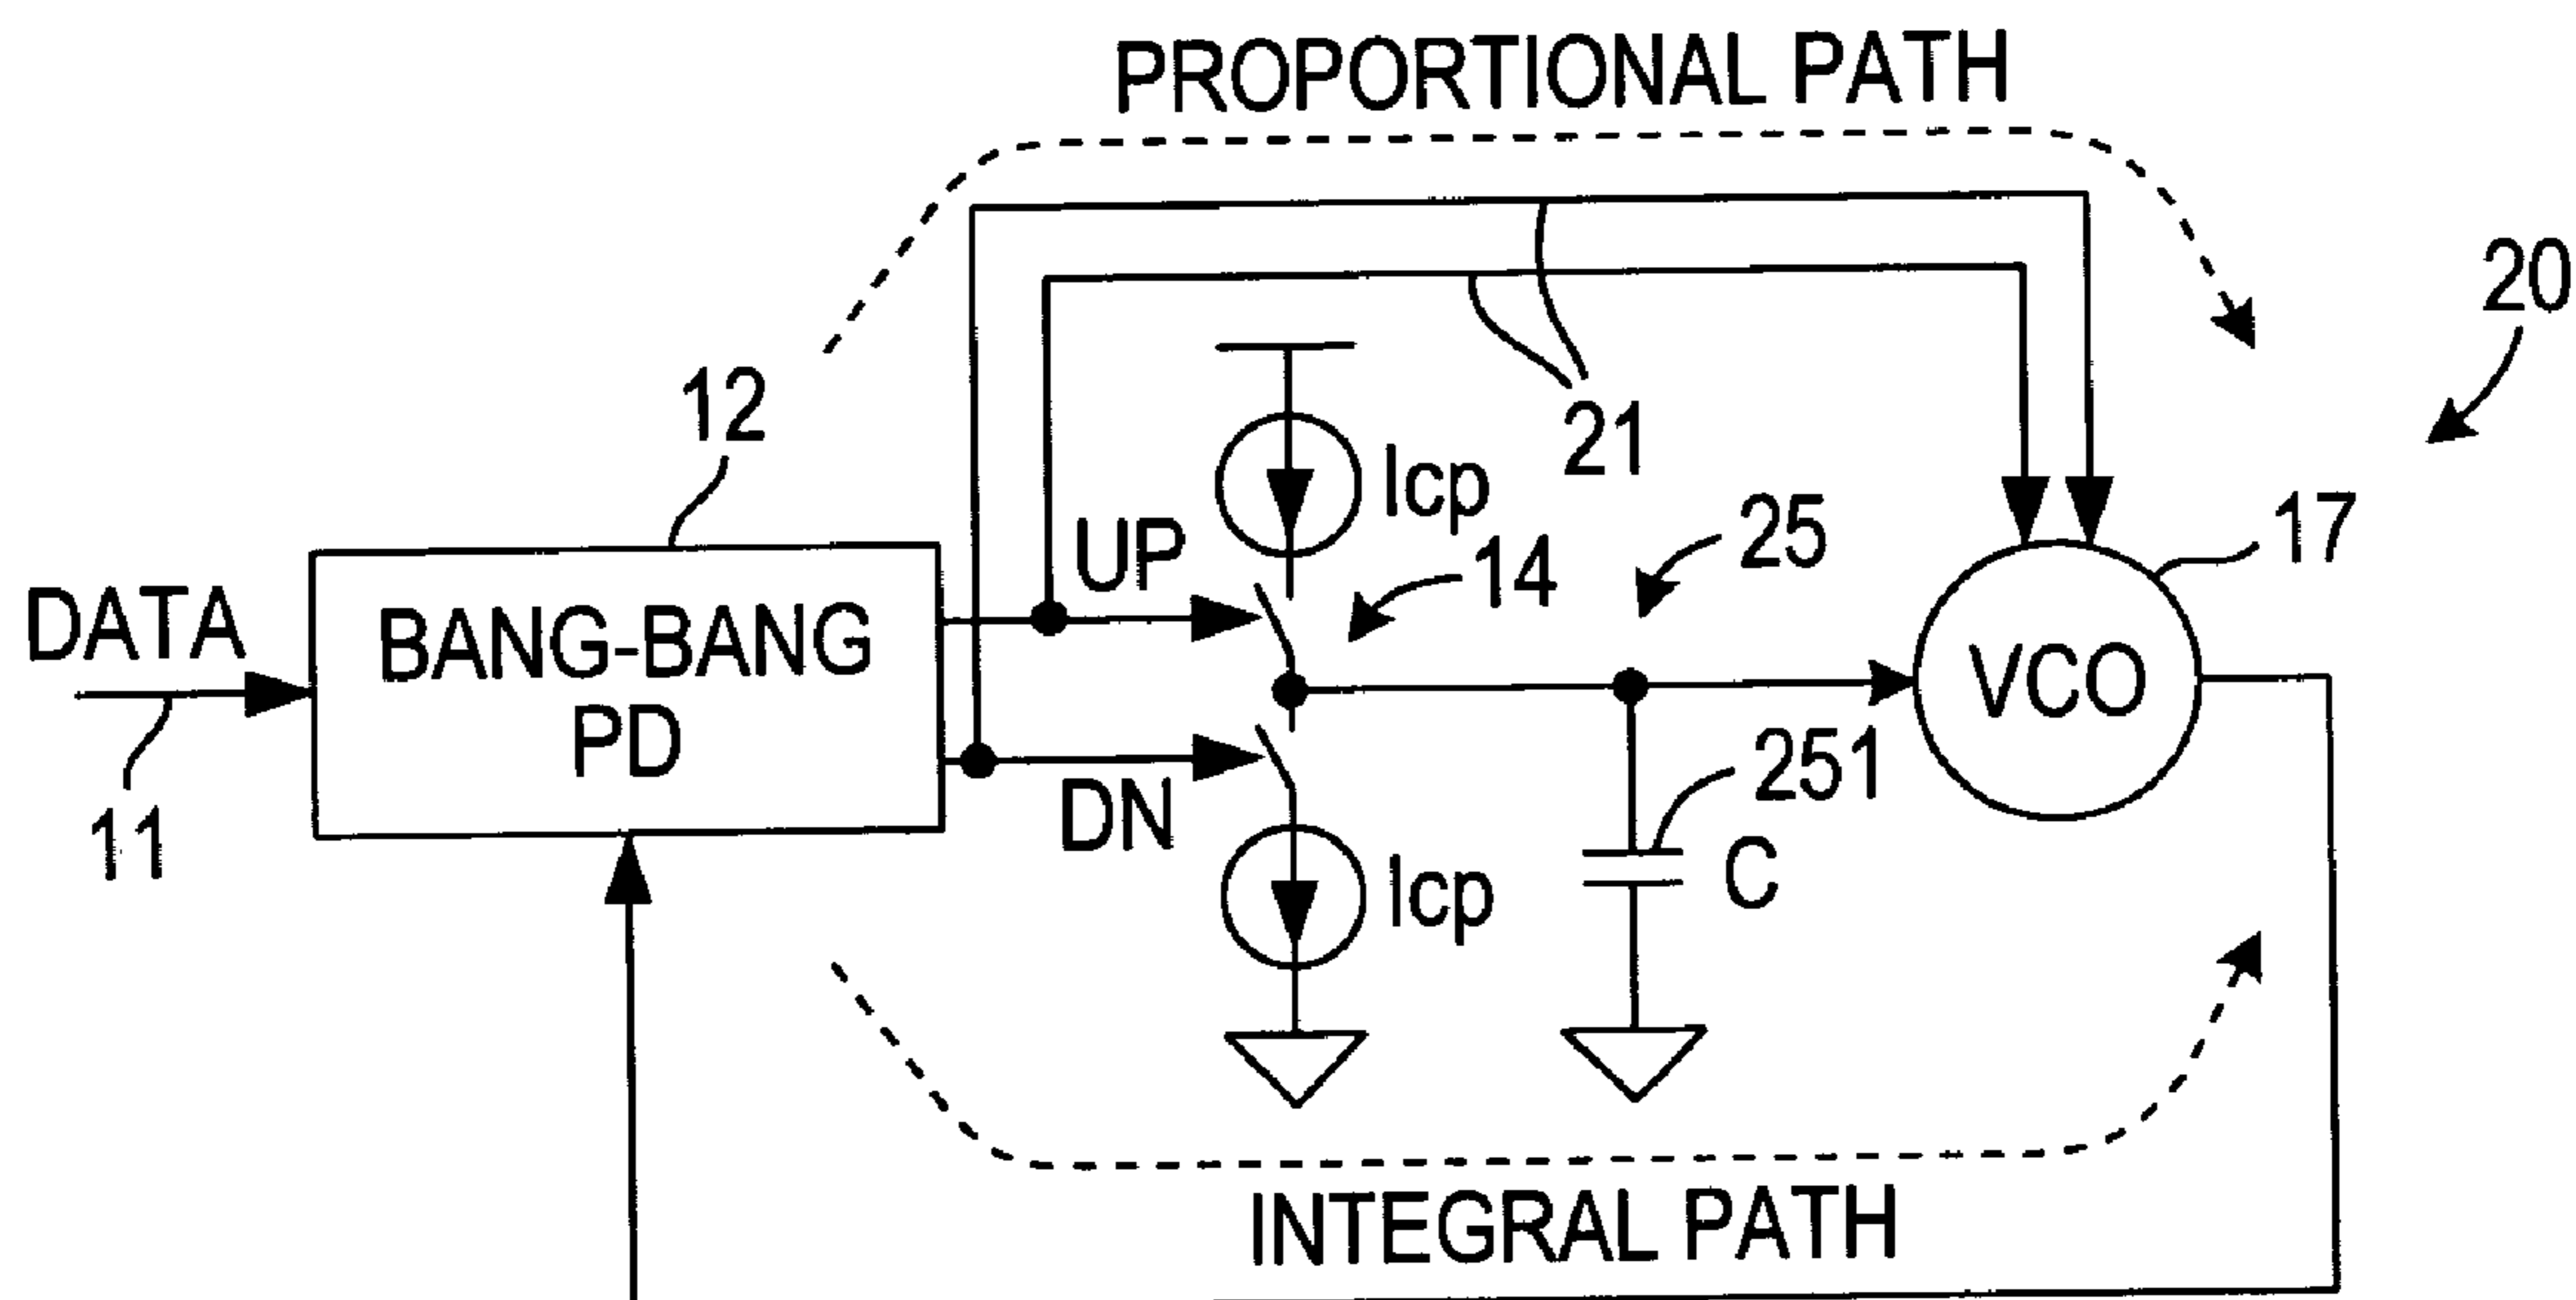 PROPORTIONAL PATH
20
12
21
Icp
UP
25
17
14
DATA
BANG-BANG
PD
VCO
251
DN
11
C
Icp
INTEGRAL PATH